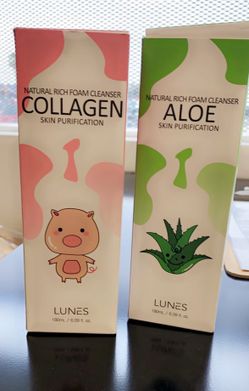 NATURAL RICH FOAM CLEANSER
COLLAGEN
SKIN PURIFICATION
LUNES
NATURAL RICH FOAM CLEANSER
ALOE
SKIN PURIFICATION
LUNES